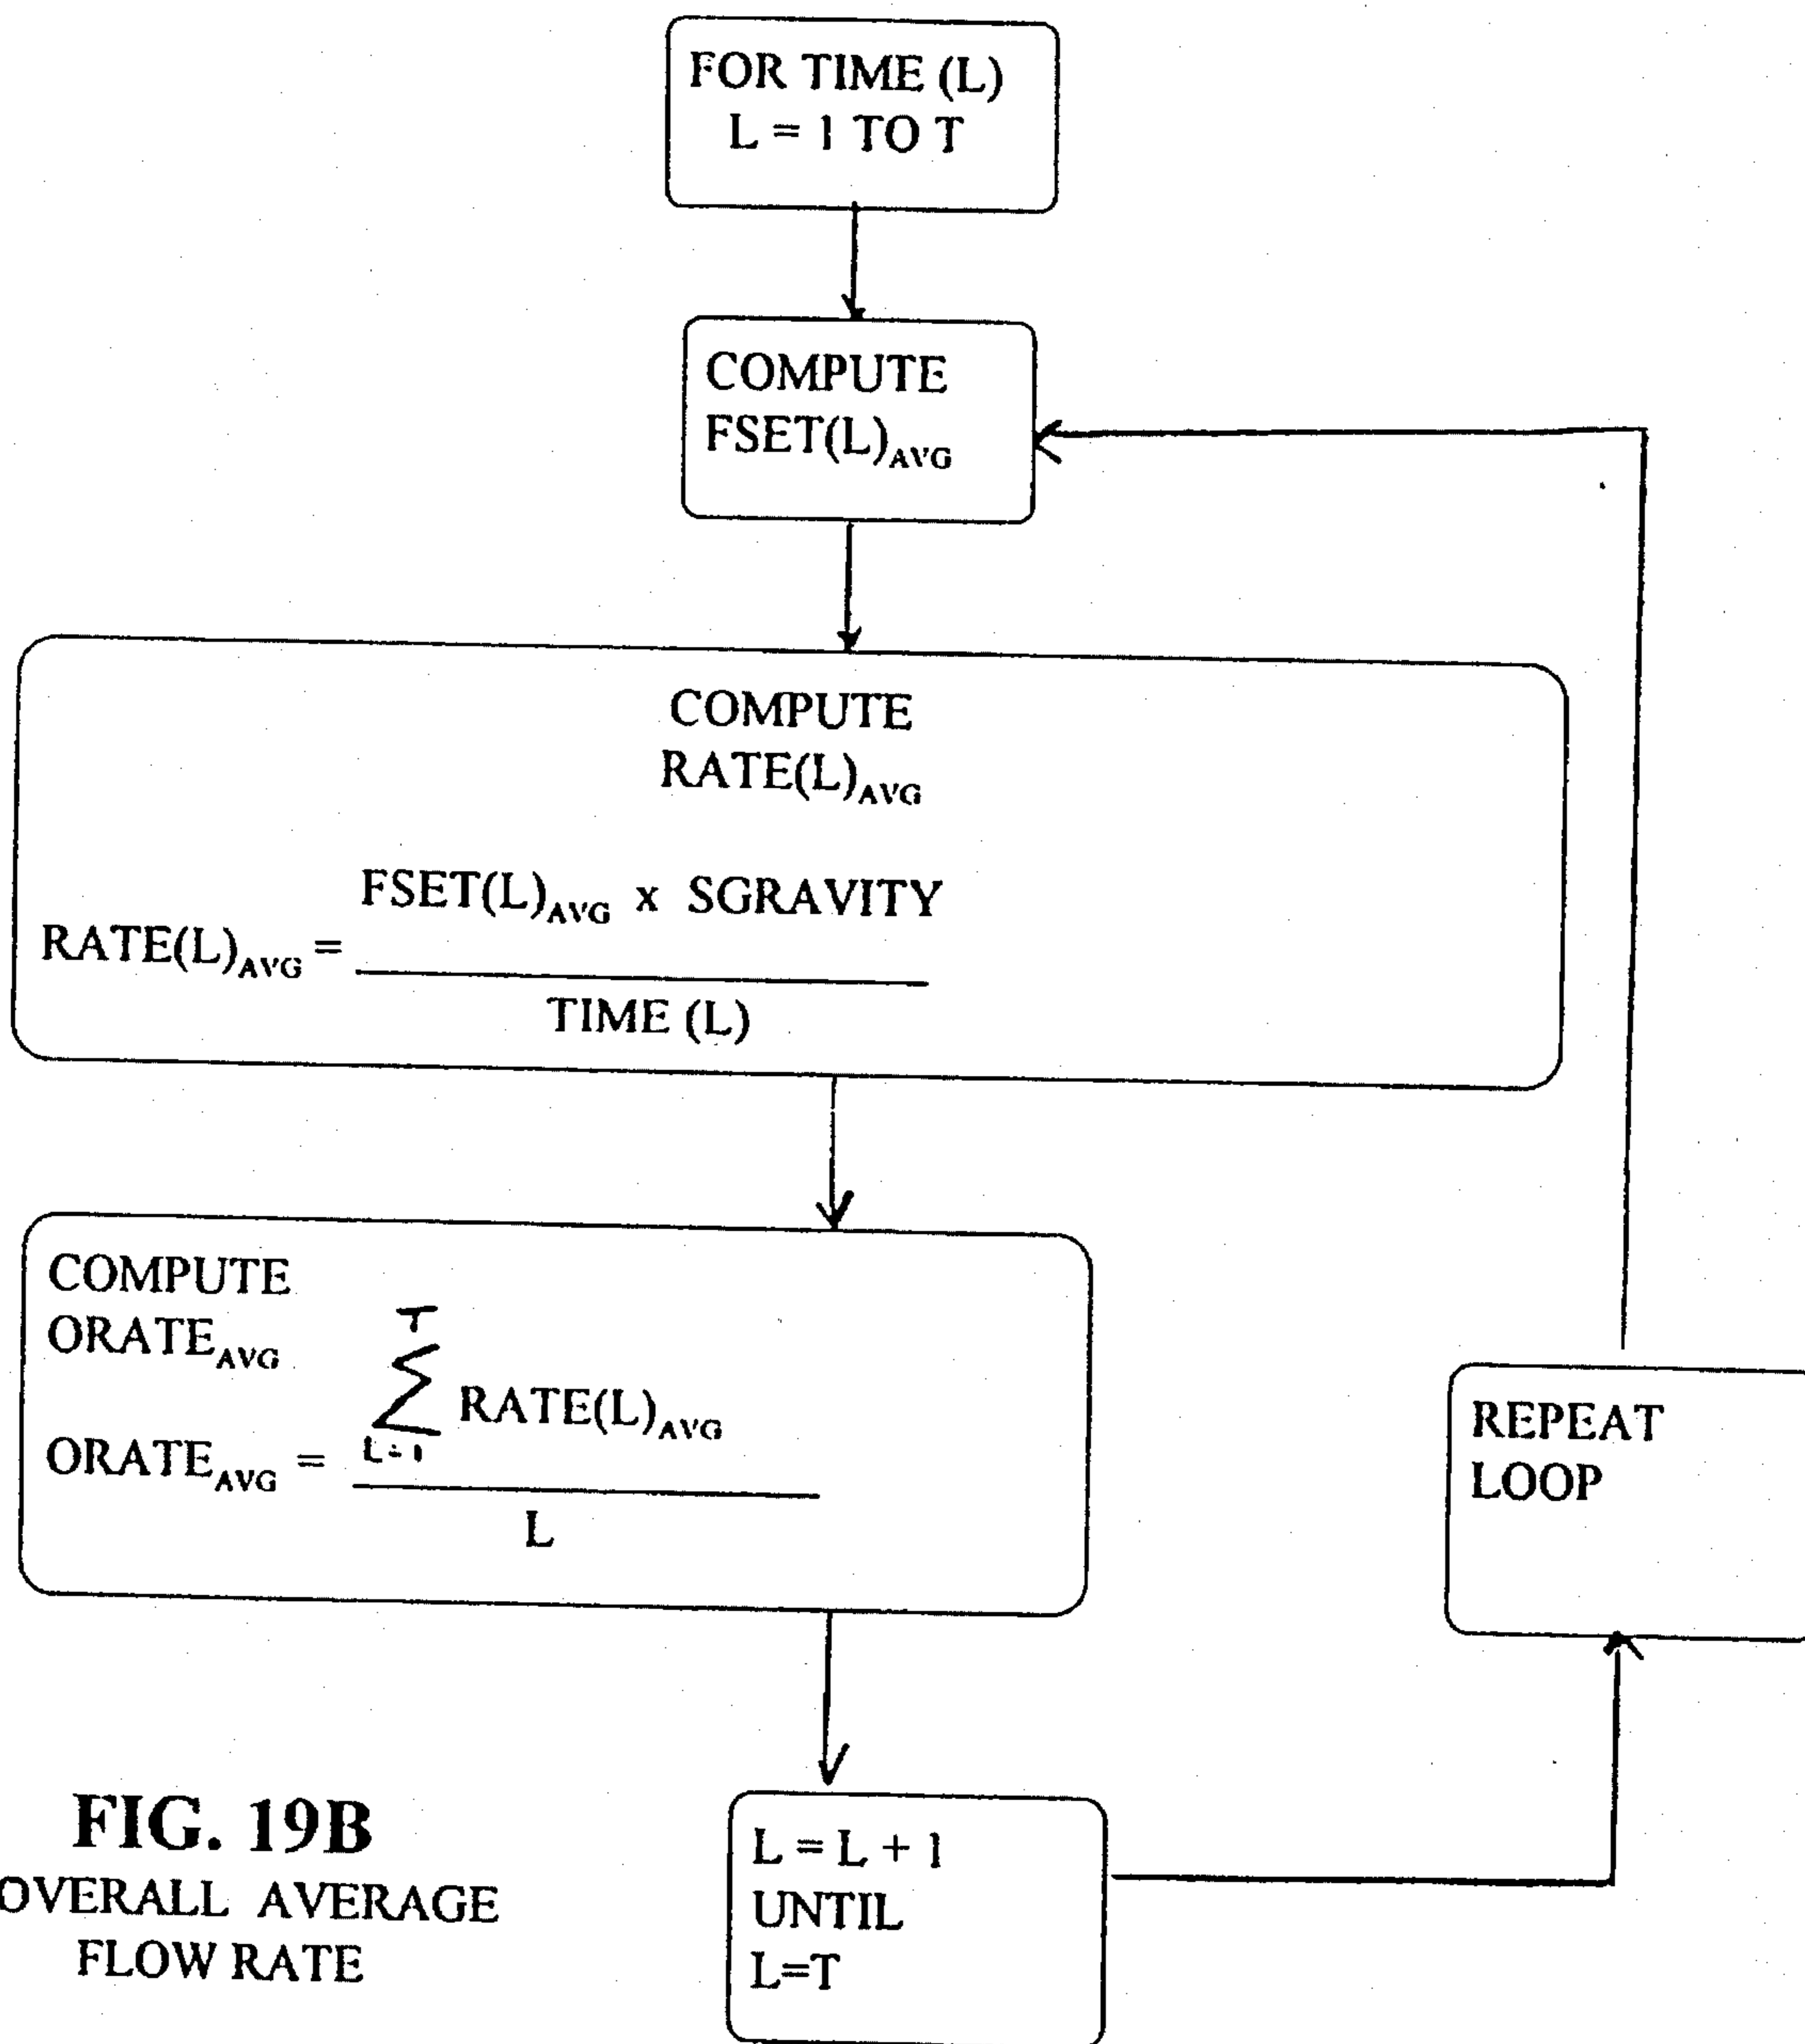 FOR TIME (L)
L = 1 TO T
COMPUTE
FSET(L)AVG
COMPUTE
RATE(L)AVG
FSET(L)AVG x SGRAVITY
RATE(L)AVG =
TIME (L)
COMPUTE
ORATEAVG
T
∑ RATE(L)AVG
L=1
ORATEAVG =
L
REPEAT
LOOP
L = L + 1
UNTIL
L=T
FIG. 19B
OVERALL AVERAGE
FLOW RATE